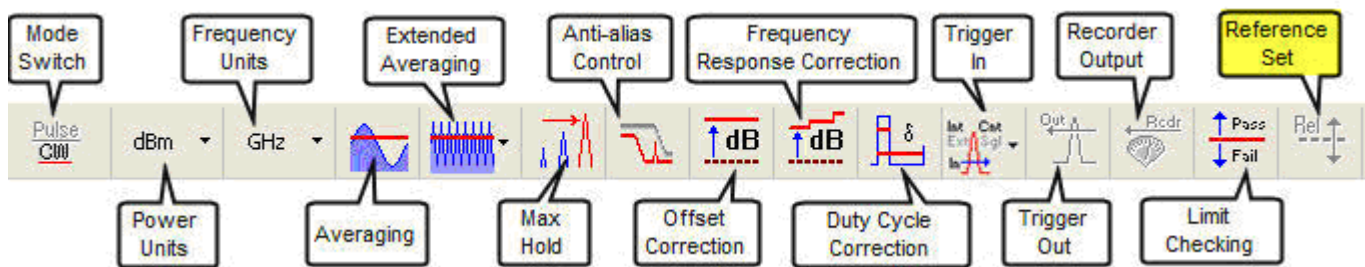 Mode
Switch
Frequency
Units
Extended
Averaging
Anti-alias
Control
Frequency
Response Correction
Trigger
In
Recorder
Output
Reference
Set
Pulse
CW
dBm
GHz
dB
dB
δ
Int Cnt
Ext Sgl
In
Out
Rcdr
Pass
Fail
Rel
Power
Units
Averaging
Max
Hold
Offset
Correction
Duty Cycle
Correction
Trigger
Out
Limit
Checking